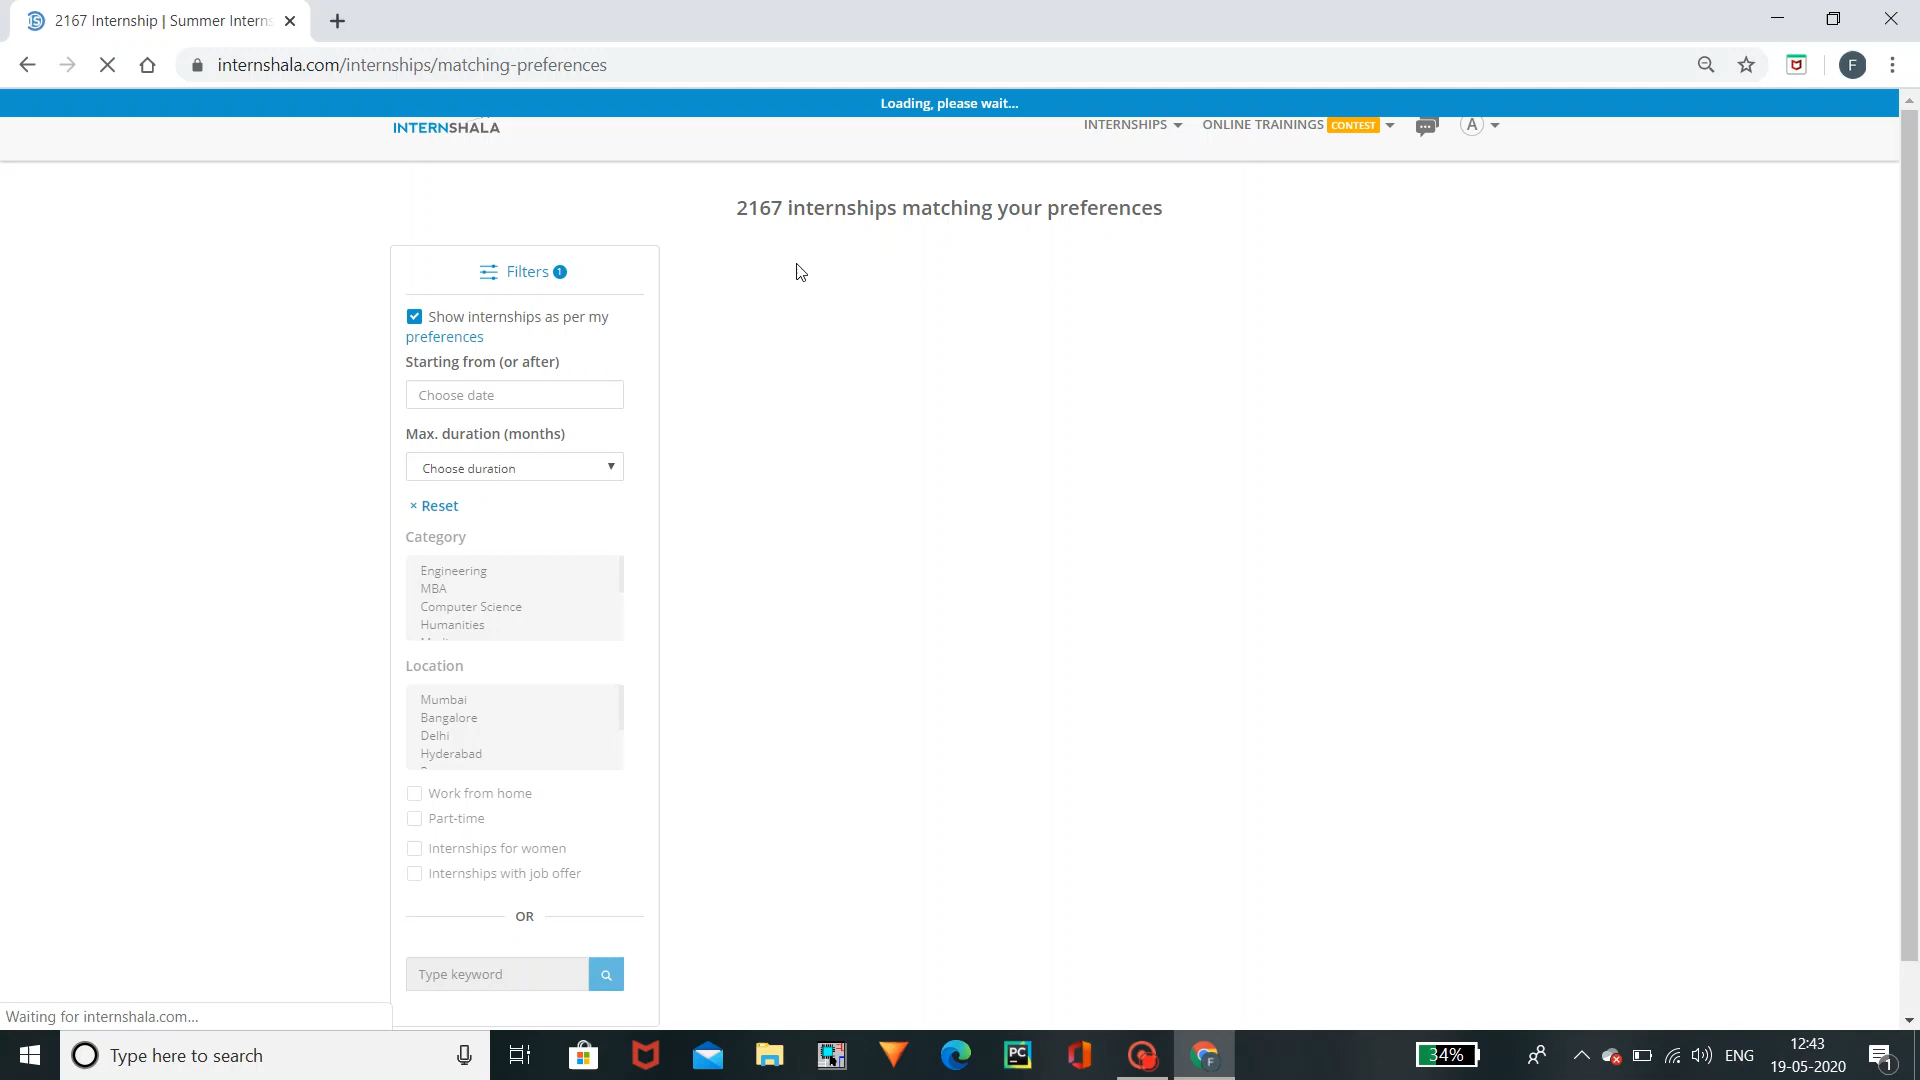 2167 Internship | Summer Interns
internshala.com/internships/matching-preferences
F
Loading, please wait...
INTERNSHALA
INTERNSHIPS
ONLINE TRAININGS CONTEST
A
2167 internships matching your preferences
Filters 1
Show internships as per my
preferences
Starting from (or after)
Choose date
Max. duration (months)
Choose duration
× Reset
Category
Engineering
MBA
Computer Science
Humanities
Location
Mumbai
Bangalore
Delhi
Hyderabad
Work from home
Part-time
Internships for women
Internships with job offer
OR
Type keyword
Waiting for internshala.com...
Type here to search
PC
F
34%
ENG
12:43
19-05-2020
1